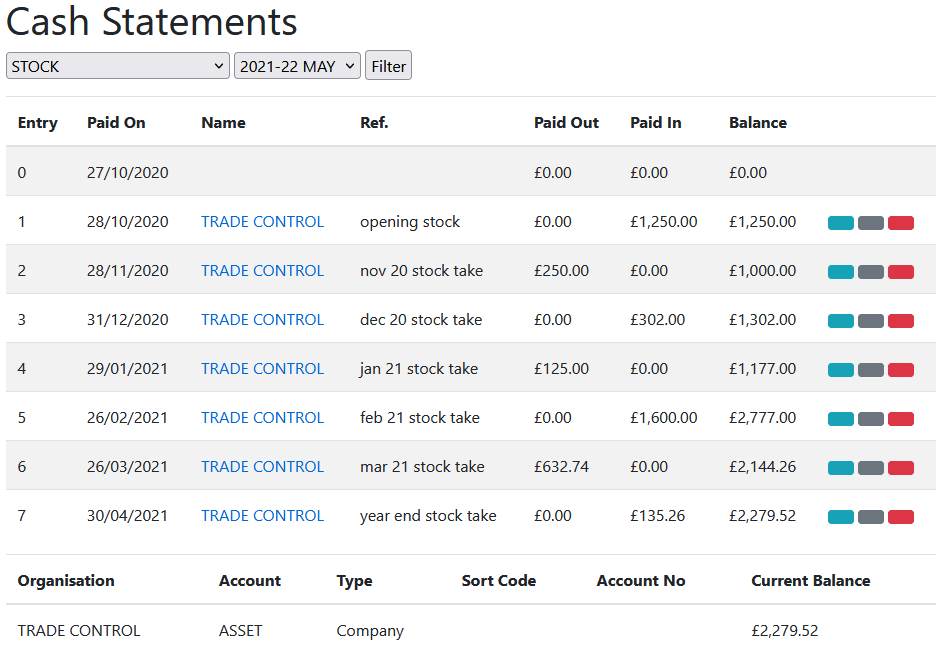 Cash Statements
STOCK 2021-22 MAY Filter
Entry Paid On Name Ref. Paid Out Paid In Balance
0 27/10/2020 £0.00 £0.00 £0.00
1 28/10/2020 TRADE CONTROL opening stock £0.00 £1,250.00 £1,250.00
2 28/11/2020 TRADE CONTROL nov 20 stock take £250.00 £0.00 £1,000.00
3 31/12/2020 TRADE CONTROL dec 20 stock take £0.00 £302.00 £1,302.00
4 29/01/2021 TRADE CONTROL jan 21 stock take £125.00 £0.00 £1,177.00
5 26/02/2021 TRADE CONTROL feb 21 stock take £0.00 £1,600.00 £2,777.00
6 26/03/2021 TRADE CONTROL mar 21 stock take £632.74 £0.00 £2,144.26
7 30/04/2021 TRADE CONTROL year end stock take £0.00 £135.26 £2,279.52
Organisation Account Type Sort Code Account No Current Balance
TRADE CONTROL ASSET Company £2,279.52